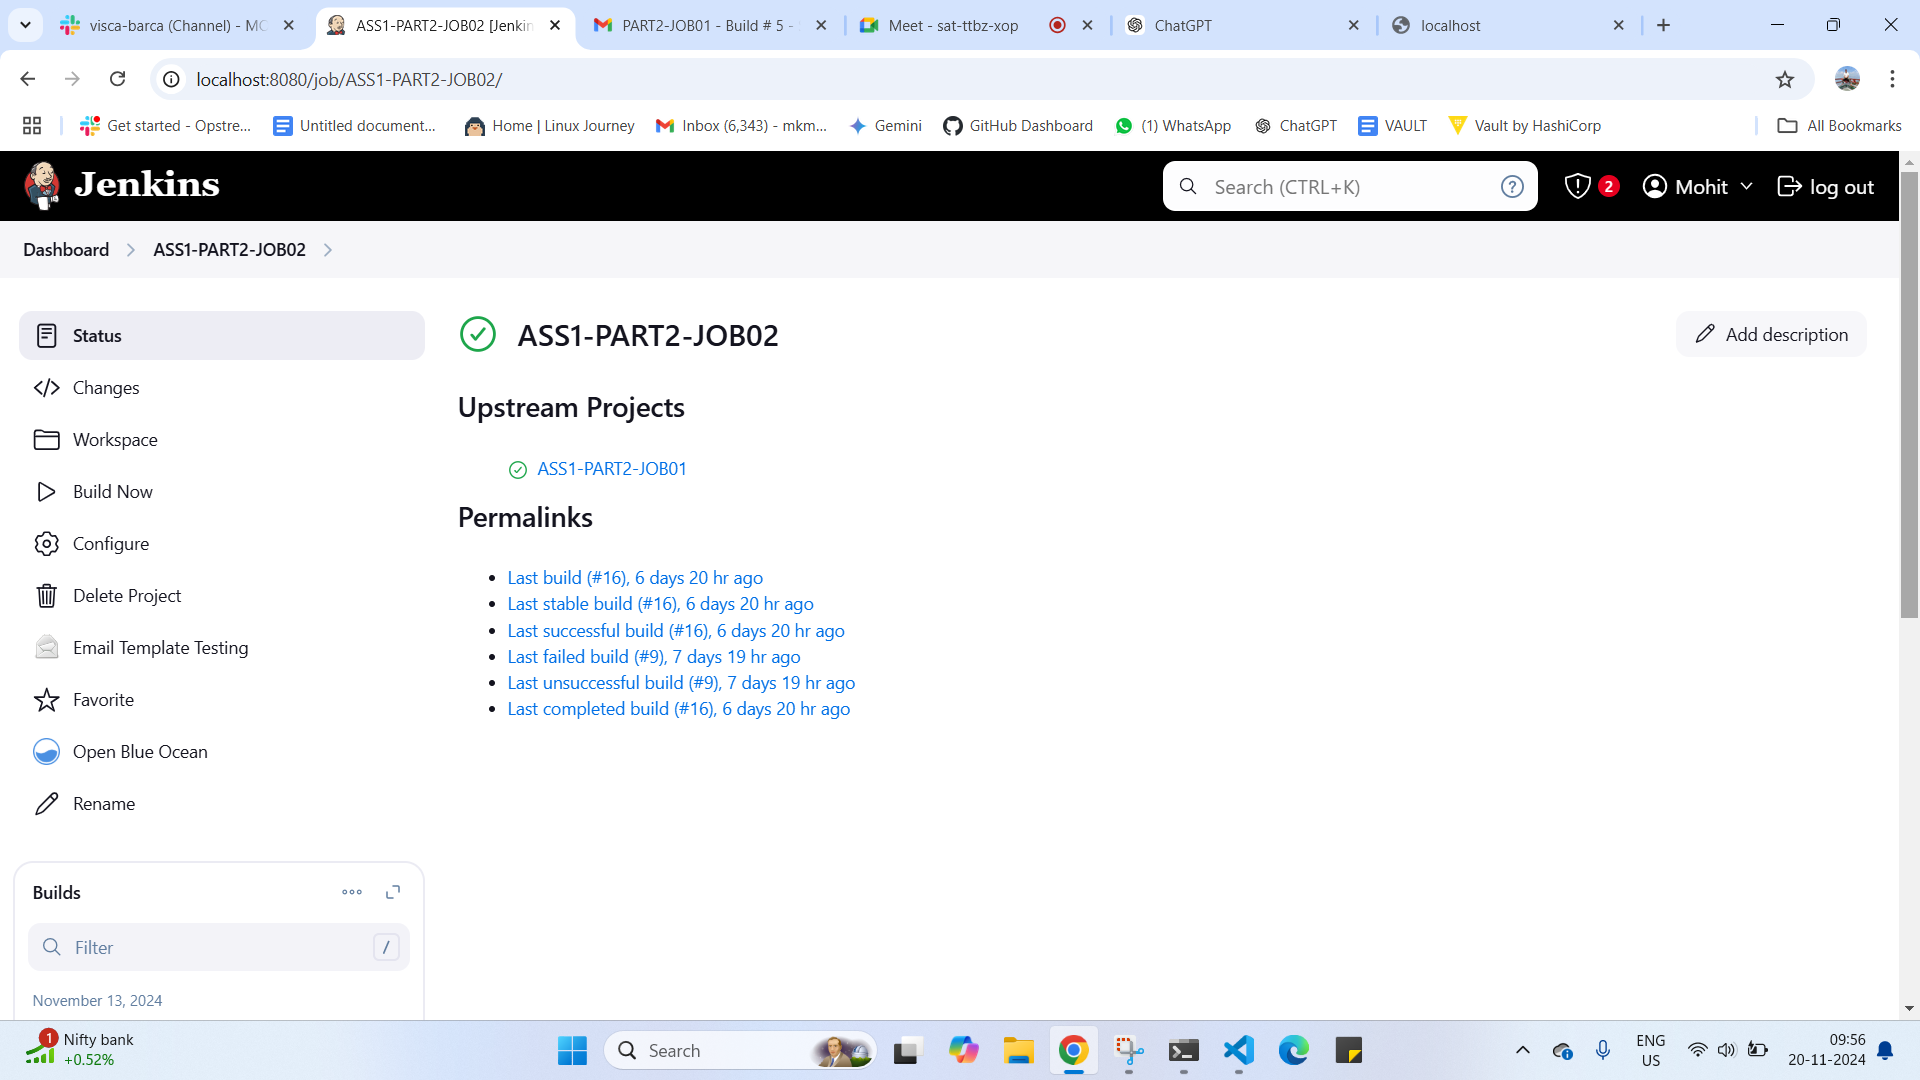 visca-barca (Channel) - MC
ASS1-PART2-JOB02 [Jenkin
PART2-JOB01 - Build # 5 -
Meet - sat-ttbz-xop
ChatGPT
localhost
localhost:8080/job/ASS1-PART2-JOB02/
Get started - Opstre...
Untitled document...
Home | Linux Journey
Inbox (6,343) - mkm...
Gemini
GitHub Dashboard
(1) WhatsApp
ChatGPT
VAULT
Vault by HashiCorp
All Bookmarks
Jenkins
Search (CTRL+K)
?
2
Mohit
log out
Dashboard
ASS1-PART2-JOB02
Status
Changes
Workspace
Build Now
Configure
Delete Project
Email Template Testing
Favorite
Open Blue Ocean
Rename
ASS1-PART2-JOB02
Add description
Upstream Projects
ASS1-PART2-JOB01
Permalinks
Last build (#16), 6 days 20 hr ago
Last stable build (#16), 6 days 20 hr ago
Last successful build (#16), 6 days 20 hr ago
Last failed build (#9), 7 days 19 hr ago
Last unsuccessful build (#9), 7 days 19 hr ago
Last completed build (#16), 6 days 20 hr ago
Builds
Filter
/
November 13, 2024
1
Nifty bank
+0.52%
Search
ENG
US
09:56
20-11-2024